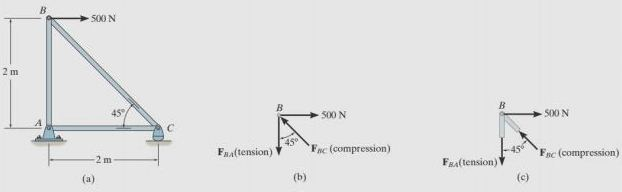 B
500 N
2 m
45°
A
C
2 m
(a)
B
500 N
45°
F_BA(tension)
F_BC (compression)
(b)
B
500 N
45°
F_BA(tension)
F_BC (compression)
(c)